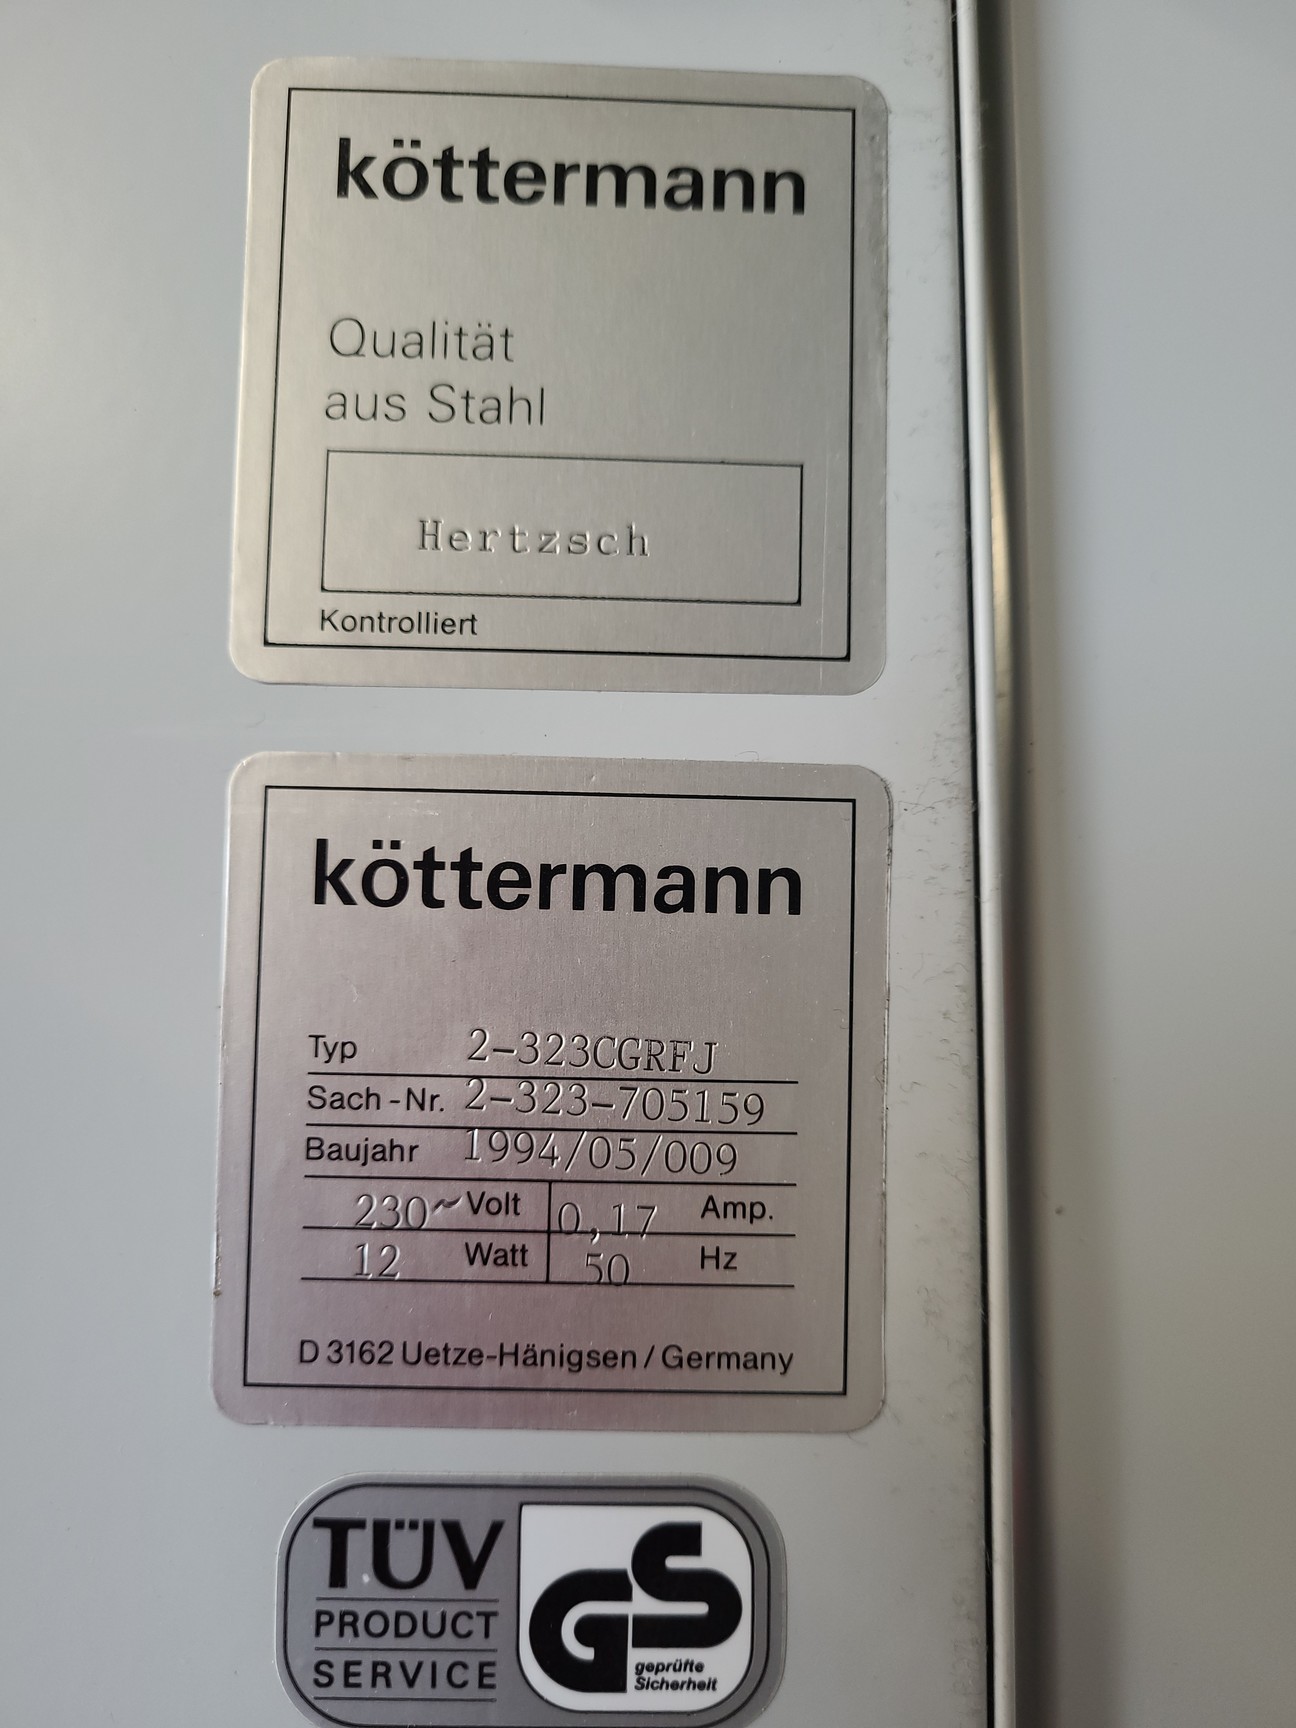 köttermann
Qualität
aus Stahl
Hertzsch
Kontrolliert
köttermann
Typ 2-323CGRFJ
Sach-Nr. 2-323-705159
Baujahr 1994/05/009
230~ Volt 0,17 Amp.
12 Watt 50 Hz
D 3162 Uetze-Hänigsen / Germany
TÜV
PRODUCT
SERVICE
GS
geprüfte
Sicherheit